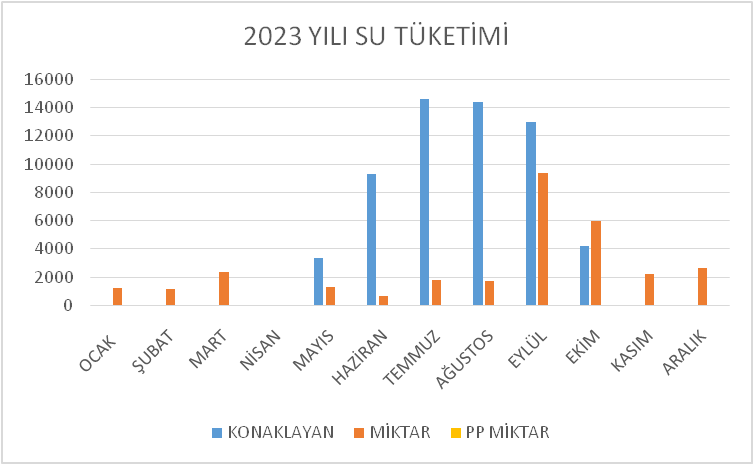 2023 YILI SU TÜKETİMİ
16000
14000
12000
10000
8000
6000
4000
2000
0
OCAK
ŞUBAT
MART
NİSAN
MAYIS
HAZİRAN
TEMMUZ
AĞUSTOS
EYLÜL
EKİM
KASIM
ARALIK
KONAKLAYAN MİKTAR PP MİKTAR